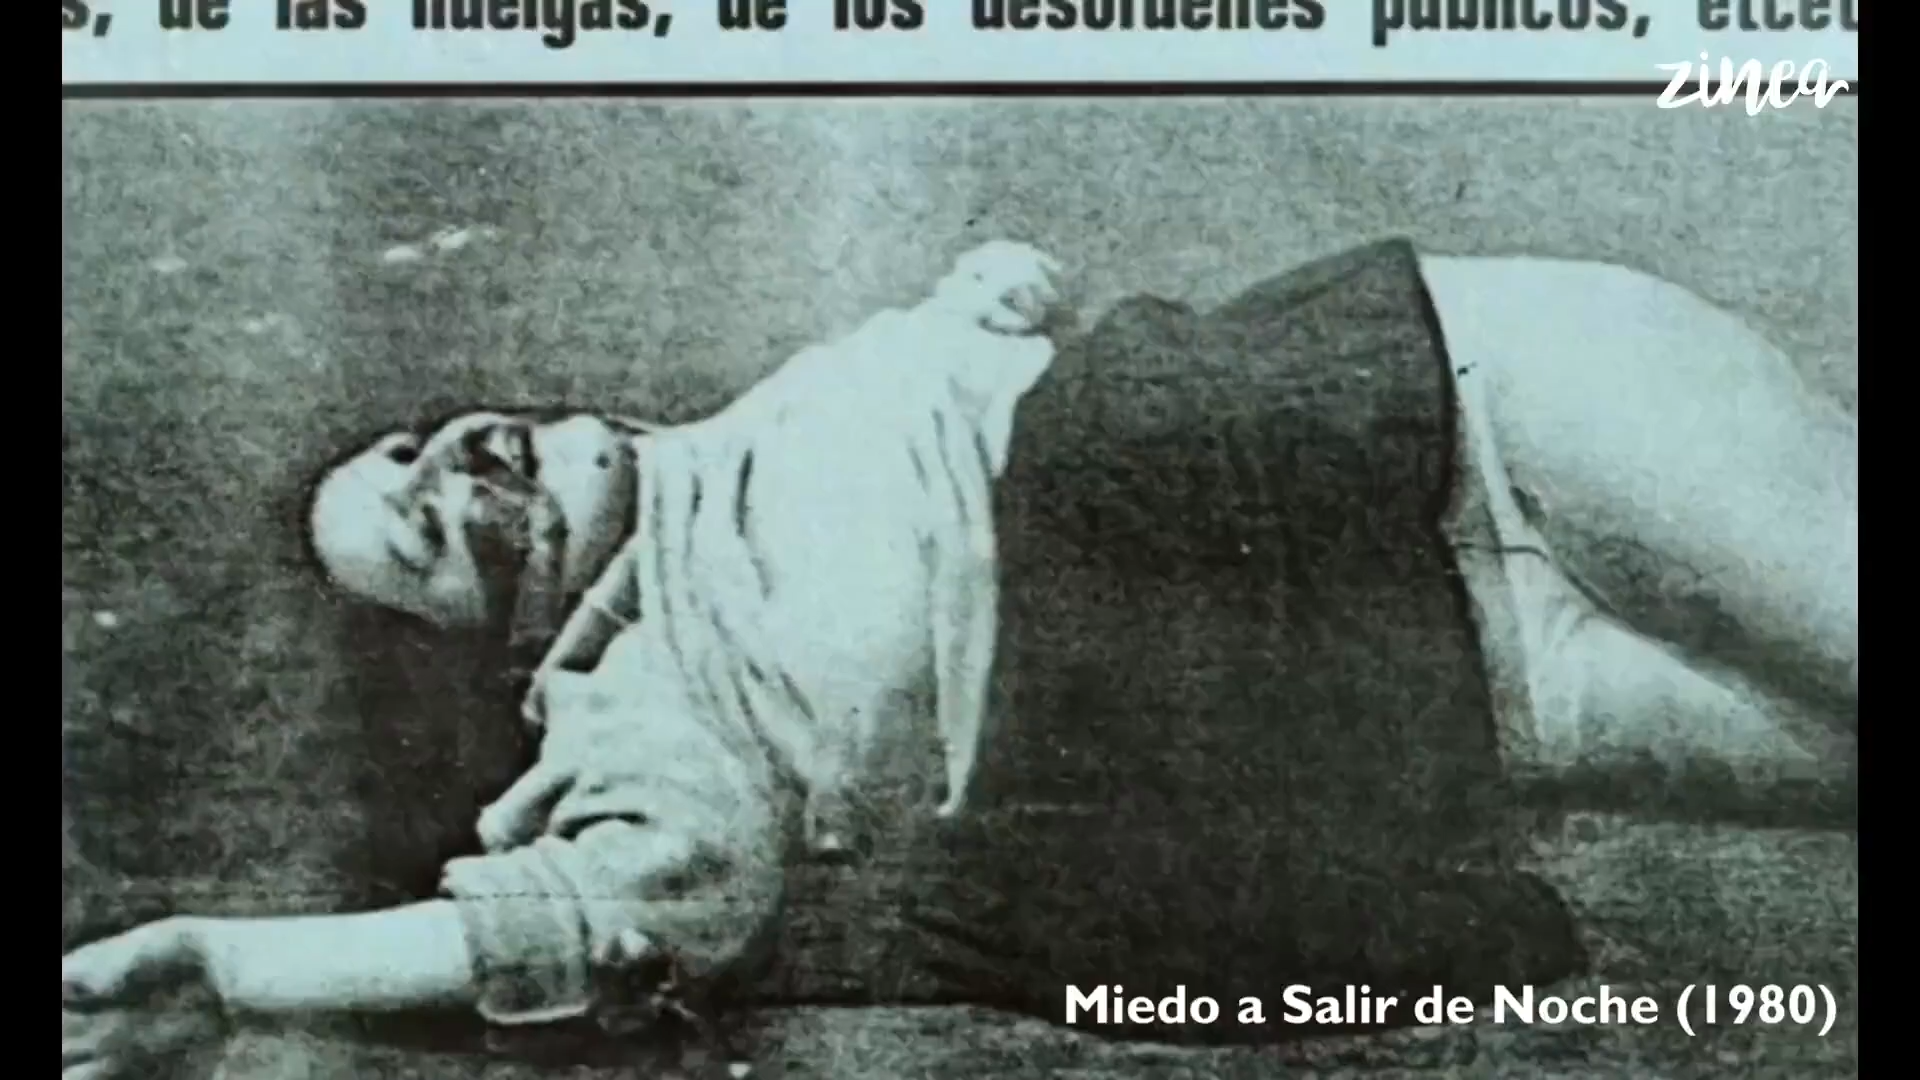 s, de las huelgas, de los desórdenes públicos, etcét
zinea
Miedo a Salir de Noche (1980)